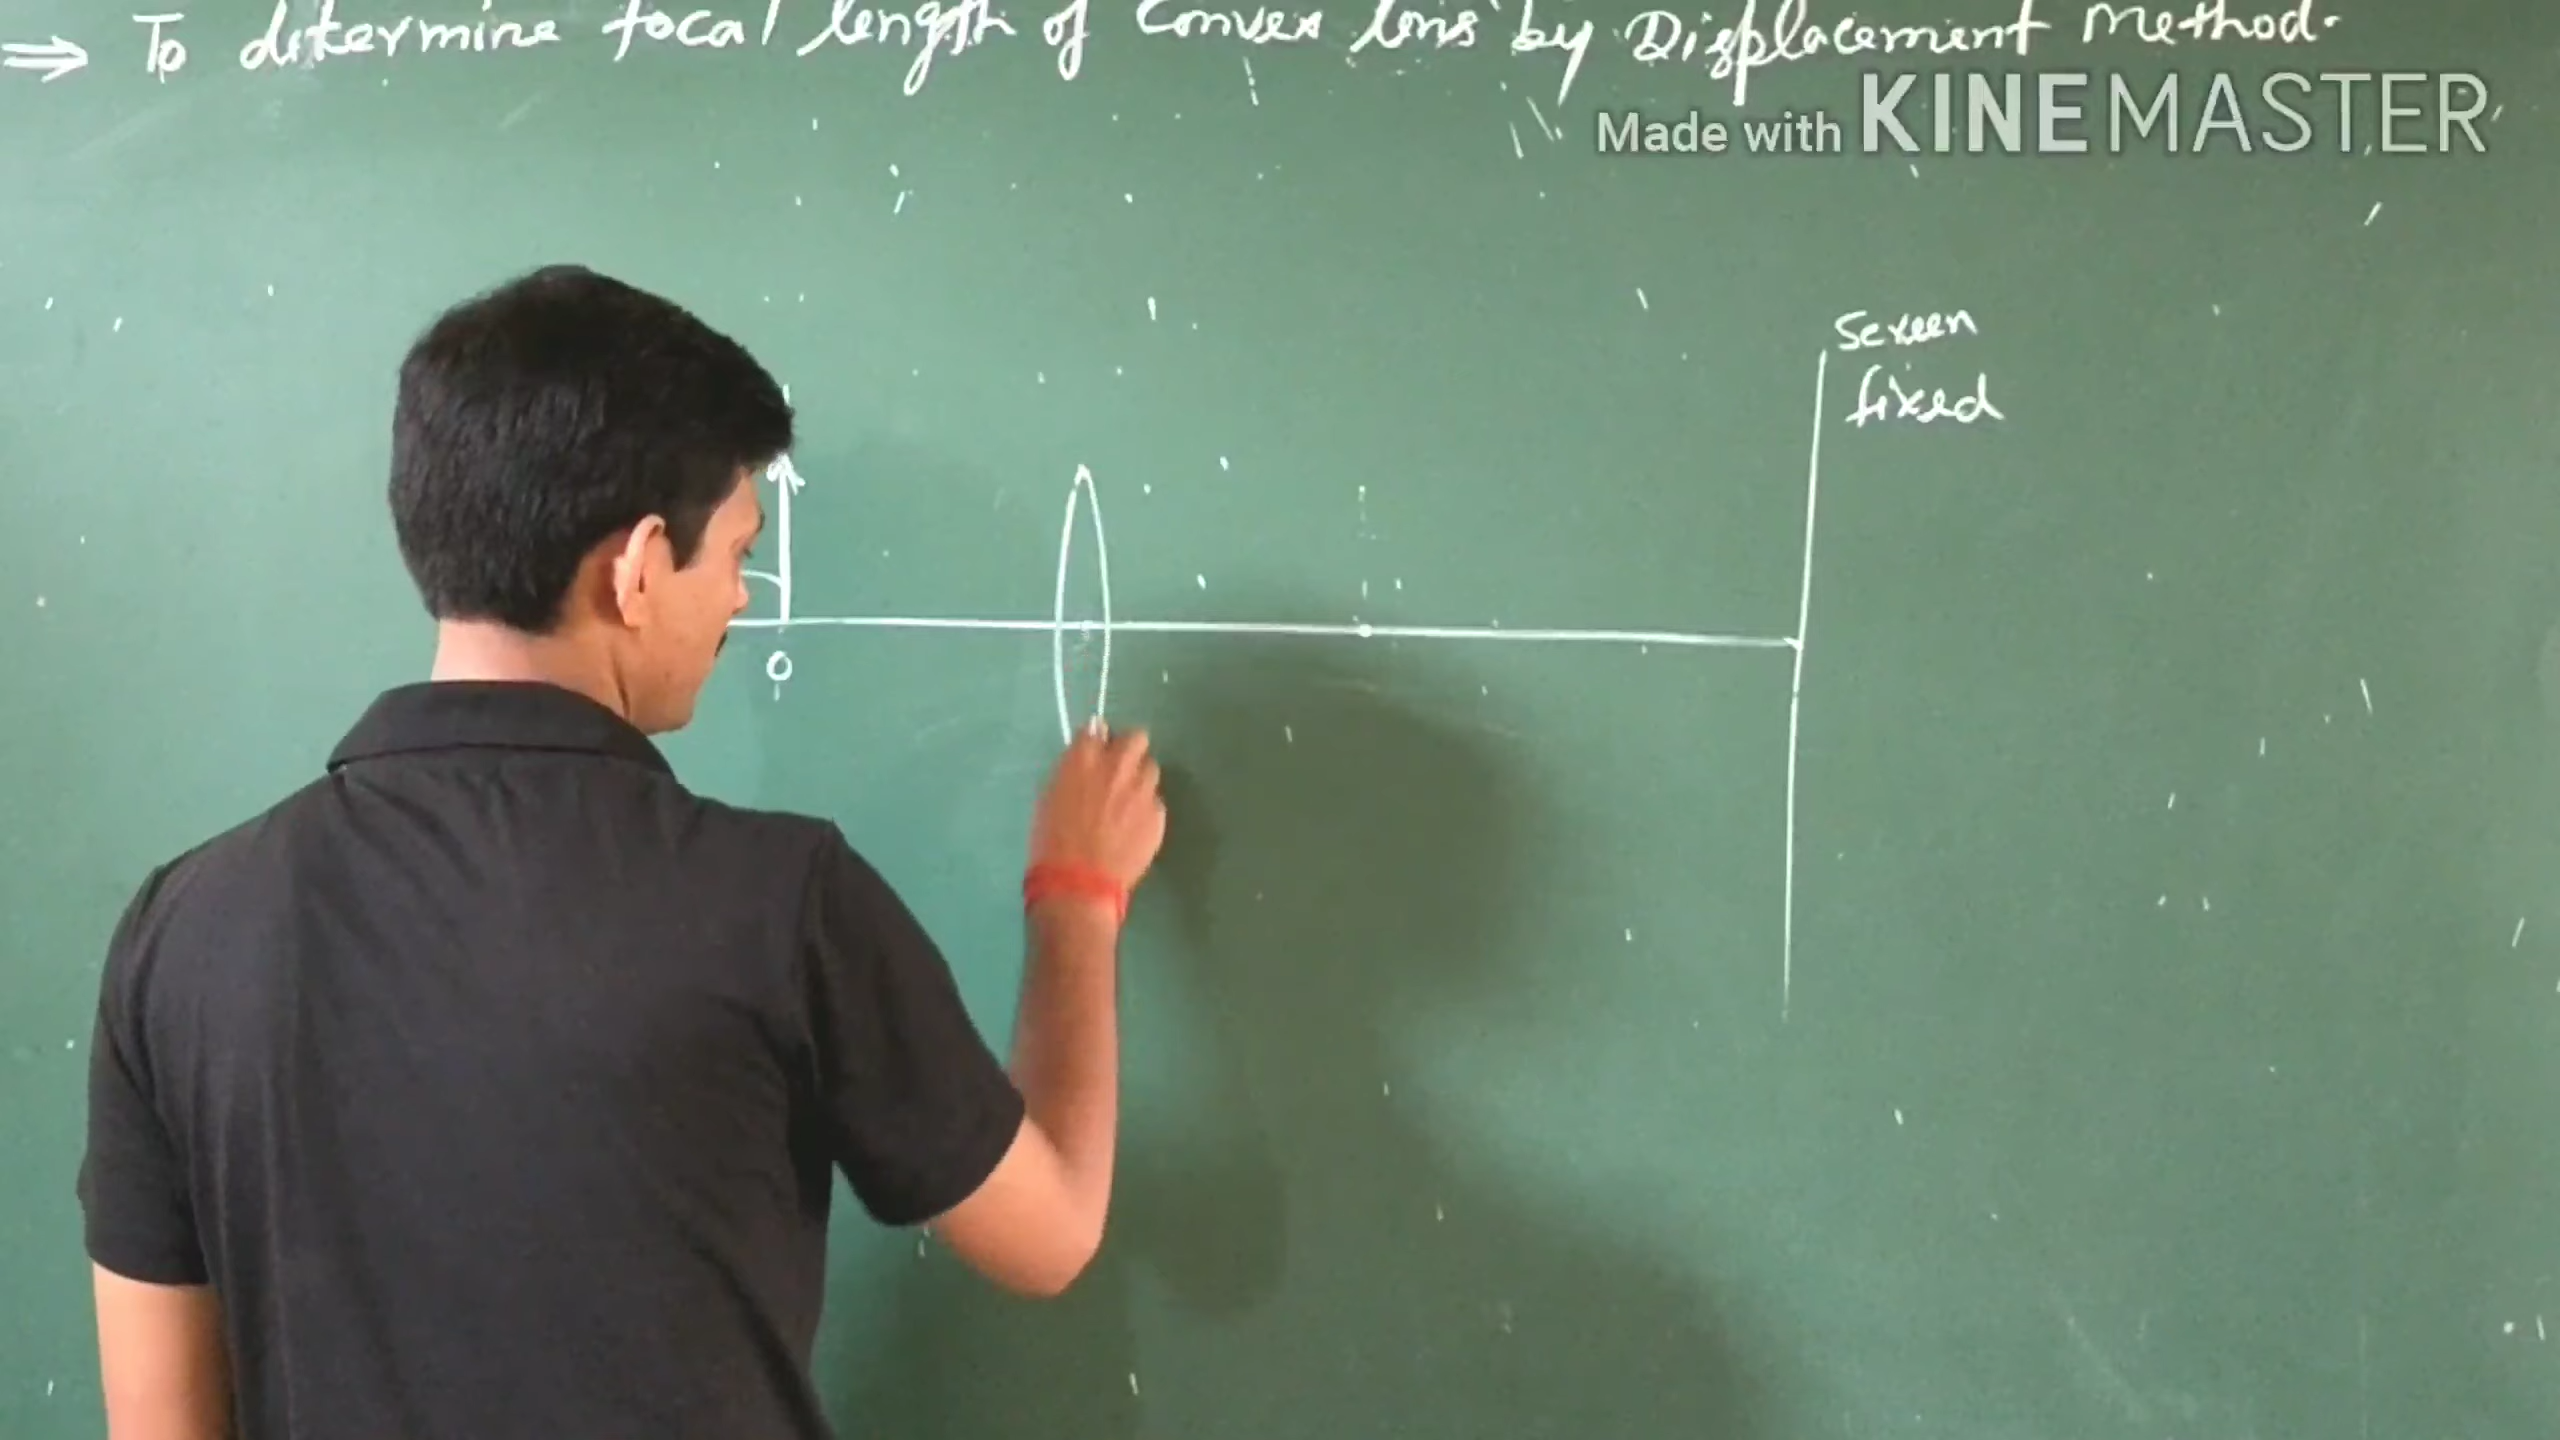 ⇒ To determine focal length of Convex lens by Displacement Method.
Made with KINEMASTER
Screen
fixed
O